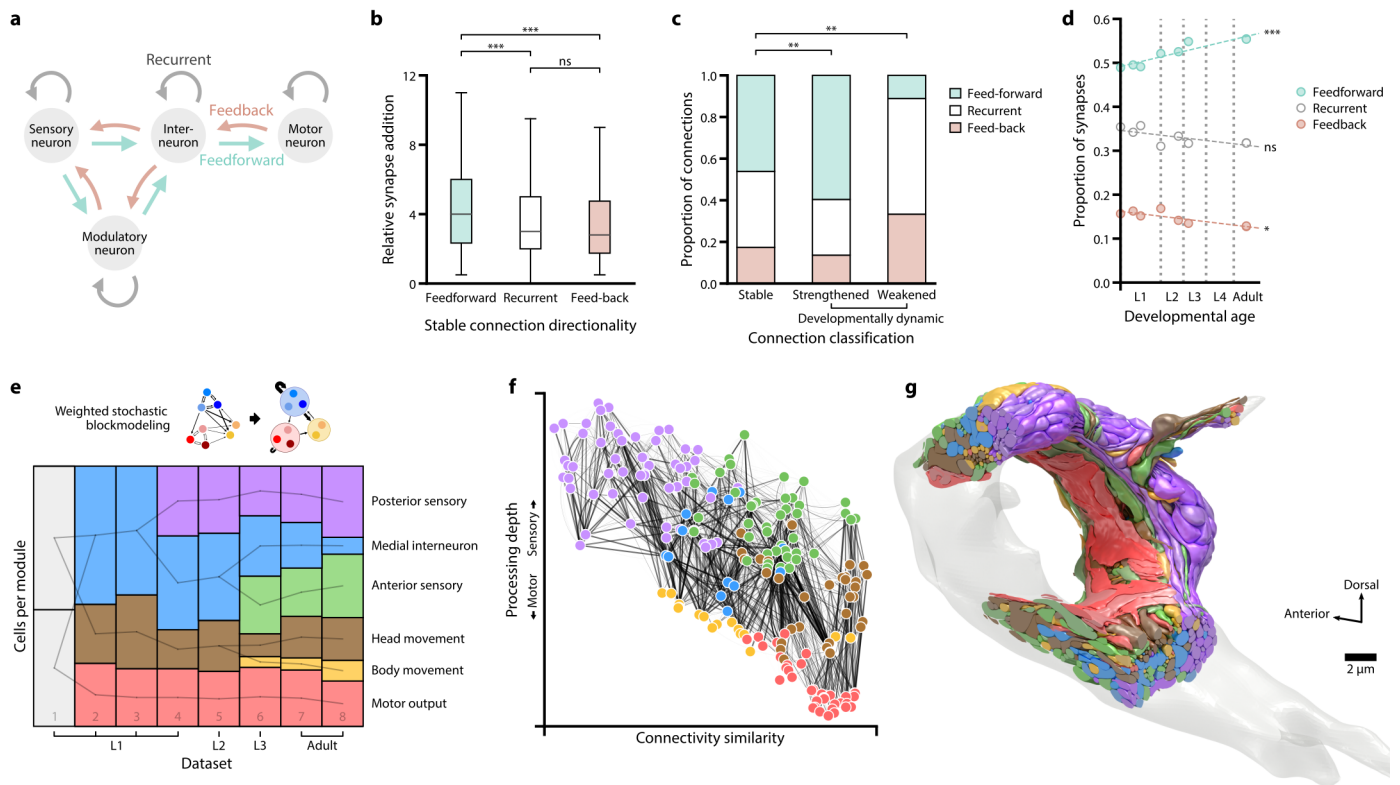 a
Recurrent
Sensory
neuron
Inter-
neuron
Motor
neuron
Feedback
Feedforward
Modulatory
neuron
b
***
***
ns
Relative synapse addition
12
8
4
0
Feedforward
Recurrent
Feed-back
Stable connection directionality
c
**
**
Proportion of connections
1.0
0.8
0.6
0.4
0.2
0.0
Feed-forward
Recurrent
Feed-back
Stable
Strengthened
Weakened
Developmentally dynamic
Connection classification
d
Proportion of synapses
0.6
0.5
0.4
0.3
0.2
0.1
0.0
***
ns
*
Feedforward
Recurrent
Feedback
L1
L2
L3
L4
Adult
Developmental age
e
Weighted stochastic
blockmodeling
Cells per module
Posterior sensory
Medial interneuron
Anterior sensory
Head movement
Body movement
Motor output
1
2
3
4
5
6
7
8
L1
L2
L3
Adult
Dataset
f
Processing depth
Sensory
Motor
Connectivity similarity
g
Dorsal
Anterior
2 μm